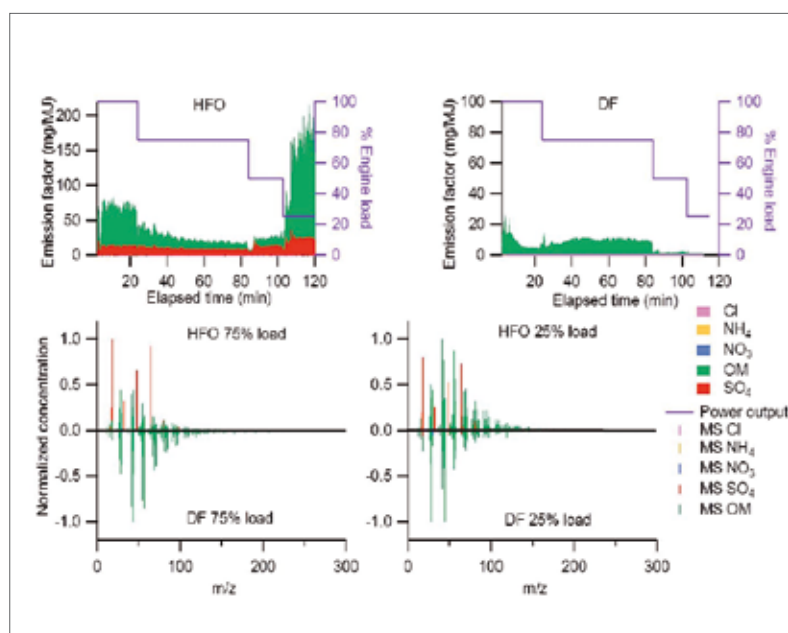 HFO
Emission factor (mg/MJ)
200
150
100
50
0
100
80
60
40
20
0
% Engine load
20 40 60 80 100 120
Elapsed time (min)
DF
Emission factor (mg/MJ)
100
80
60
40
20
0
100
80
60
40
20
0
% Engine load
20 40 60 80 100 120
Elapsed time (min)
HFO 75% load
Normalized concentration
1.0
0.5
0.0
-0.5
-1.0
DF 75% load
0 100 200 300
m/z
HFO 25% load
1.0
0.5
0.0
-0.5
-1.0
DF 25% load
0 100 200 300
m/z
Cl
NH₄
NO₃
OM
SO₄
Power output
MS Cl
MS NH₄
MS NO₃
MS SO₄
MS OM